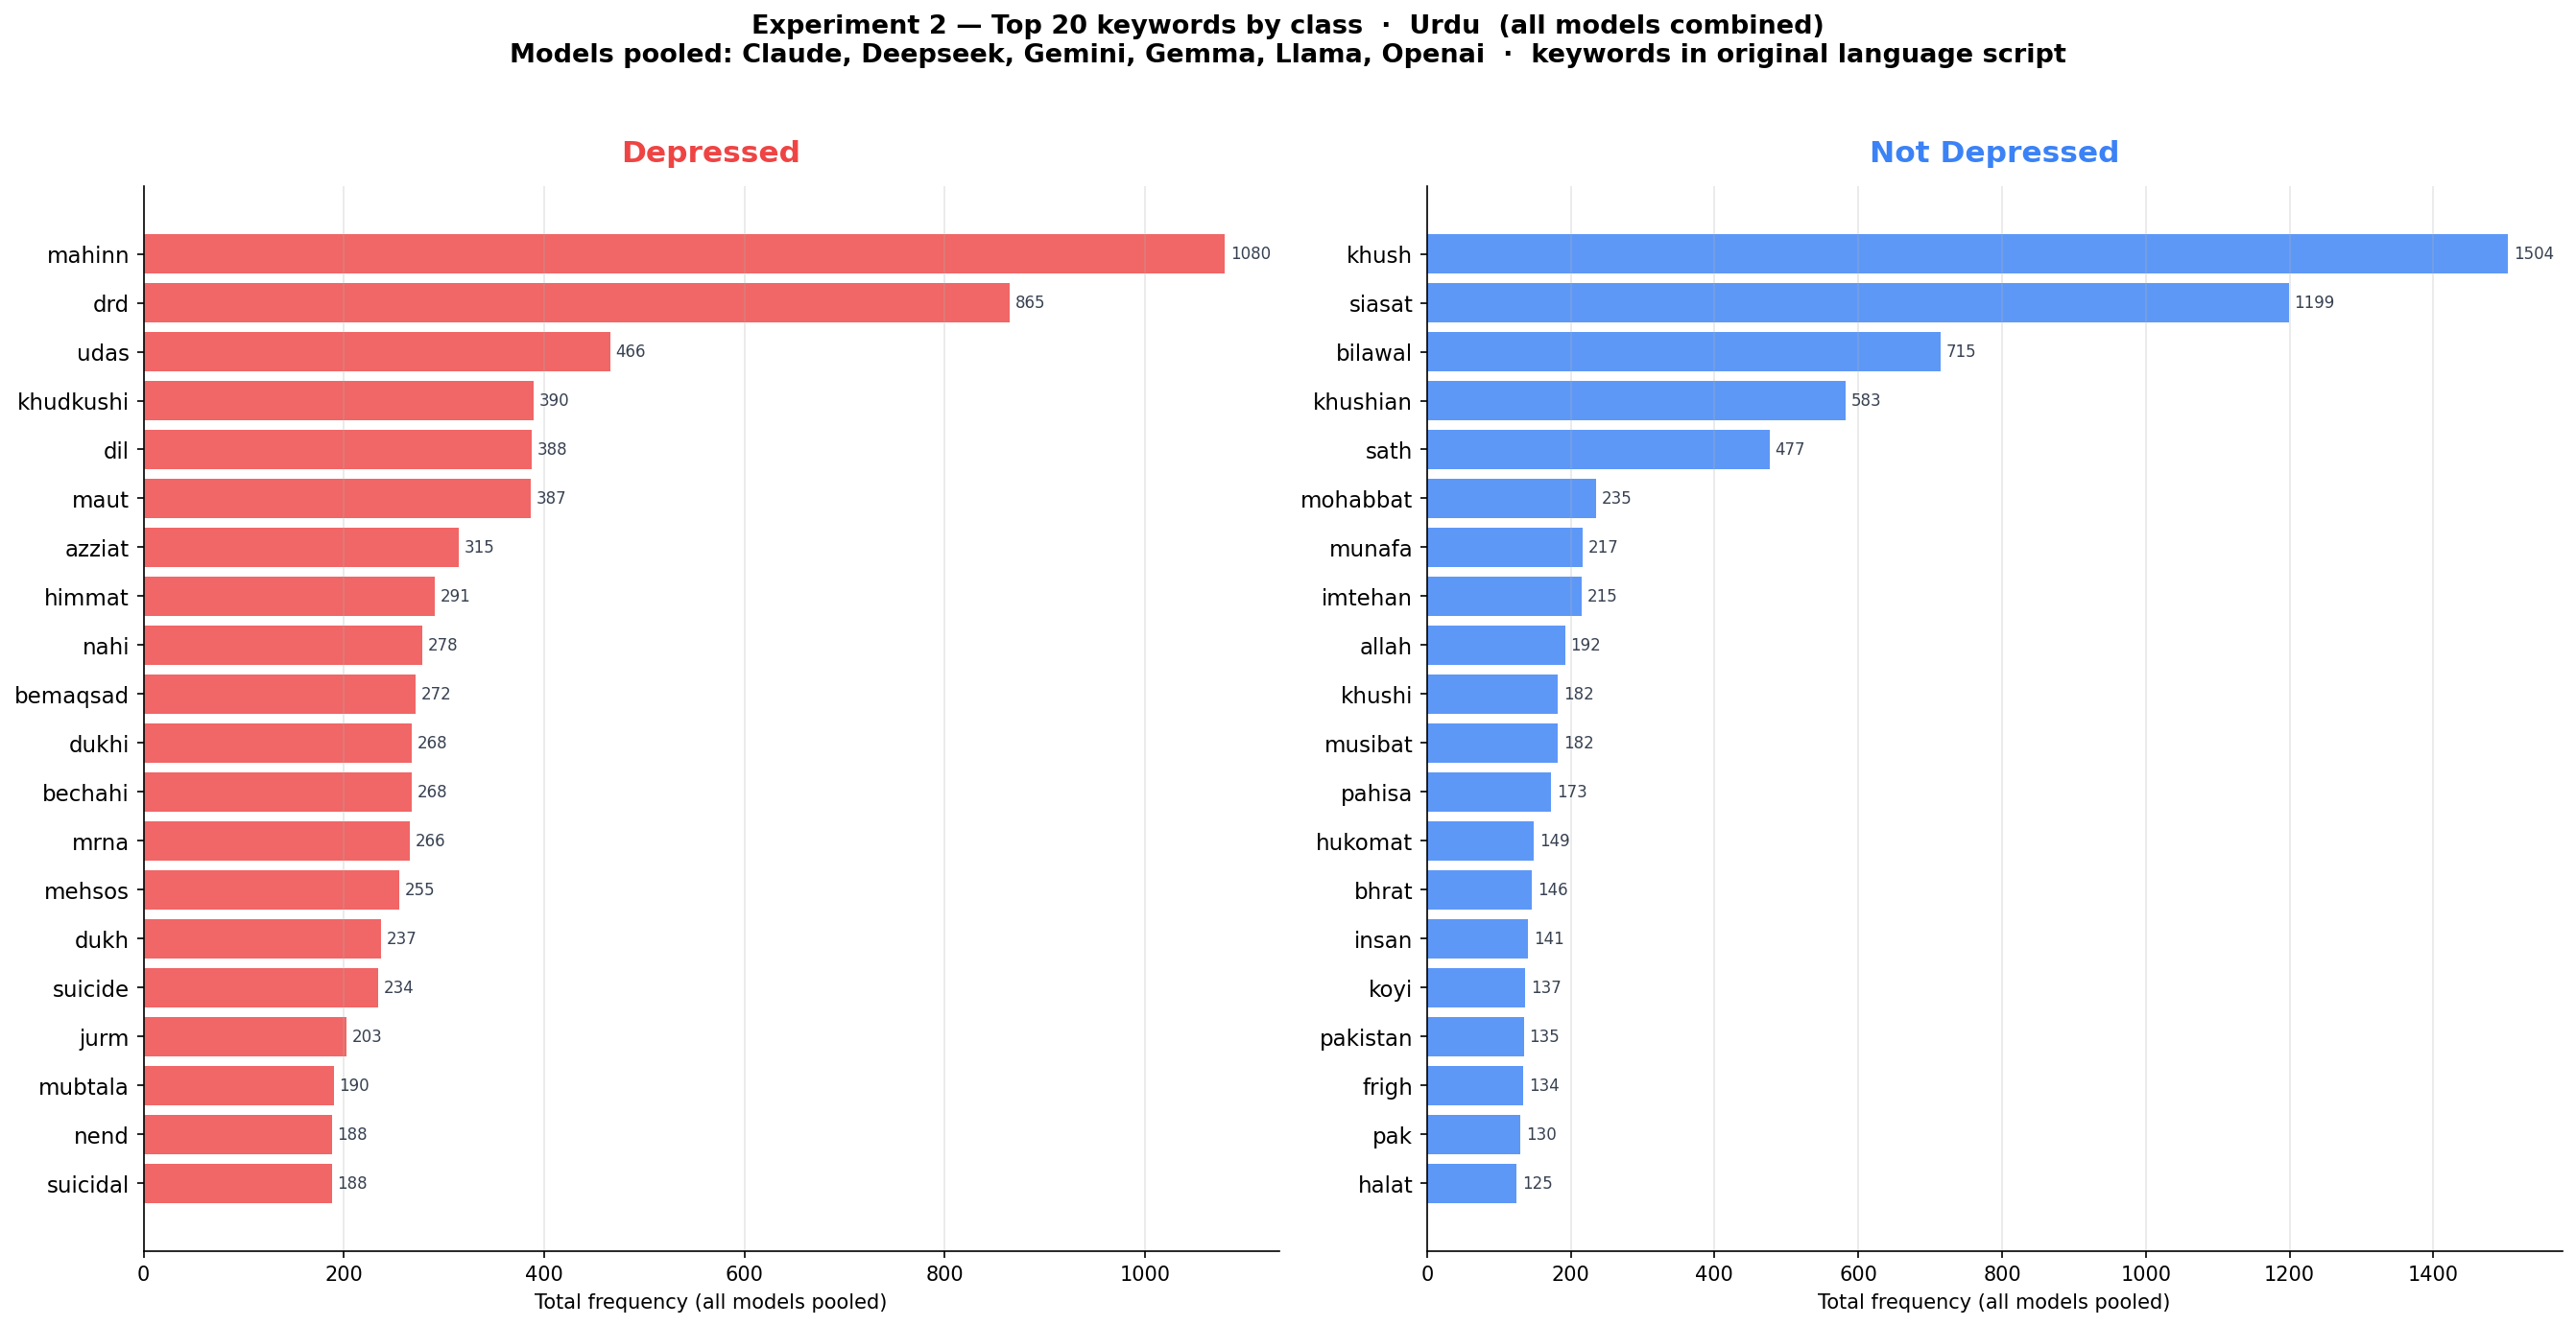 Experiment 2 — Top 20 keywords by class · Urdu (all models combined)
Models pooled: Claude, Deepseek, Gemini, Gemma, Llama, Openai · keywords in original language script
Depressed
mahinn 1080
drd 865
udas 466
khudkushi 390
dil 388
maut 387
azziat 315
himmat 291
nahi 278
bemaqsad 272
dukhi 268
bechahi 268
mrna 266
mehsos 255
dukh 237
suicide 234
jurm 203
mubtala 190
nend 188
suicidal 188
0 200 400 600 800 1000
Total frequency (all models pooled)
Not Depressed
khush 1504
siasat 1199
bilawal 715
khushian 583
sath 477
mohabbat 235
munafa 217
imtehan 215
allah 192
khushi 182
musibat 182
pahisa 173
hukomat 149
bhrat 146
insan 141
koyi 137
pakistan 135
frigh 134
pak 130
halat 125
0 200 400 600 800 1000 1200 1400
Total frequency (all models pooled)